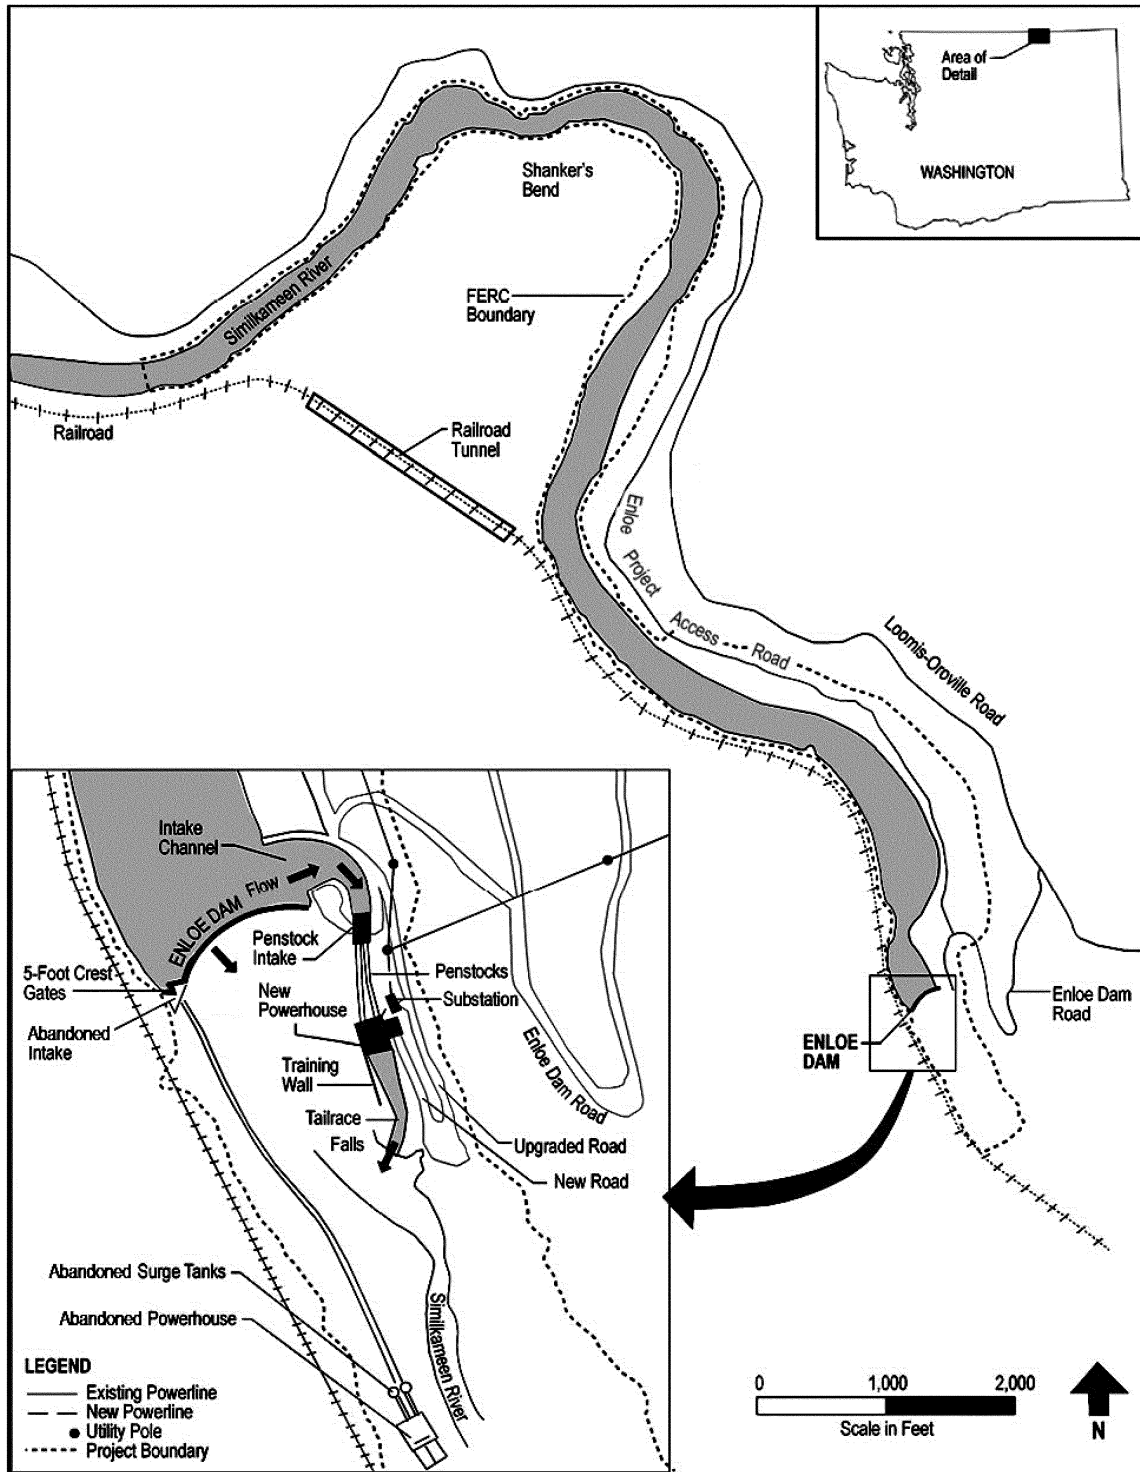 Area of
Detail
WASHINGTON
Shanker's
Bend
FERC
Boundary
Similkameen River
Railroad
Railroad
Tunnel
Enloe Project Access Road
Loomis-Oroville Road
Enloe Dam
Road
ENLOE
DAM
Intake
Channel
Flow
ENLOE DAM
Penstock
Intake
5-Foot Crest
Gates
Abandoned
Intake
New
Powerhouse
Penstocks
Substation
Training
Wall
Tailrace
Falls
Enloe Dam Road
Upgraded Road
New Road
Abandoned Surge Tanks
Abandoned Powerhouse
Similkameen River
LEGEND
Existing Powerline
New Powerline
Utility Pole
Project Boundary
0 1,000 2,000
Scale in Feet
N